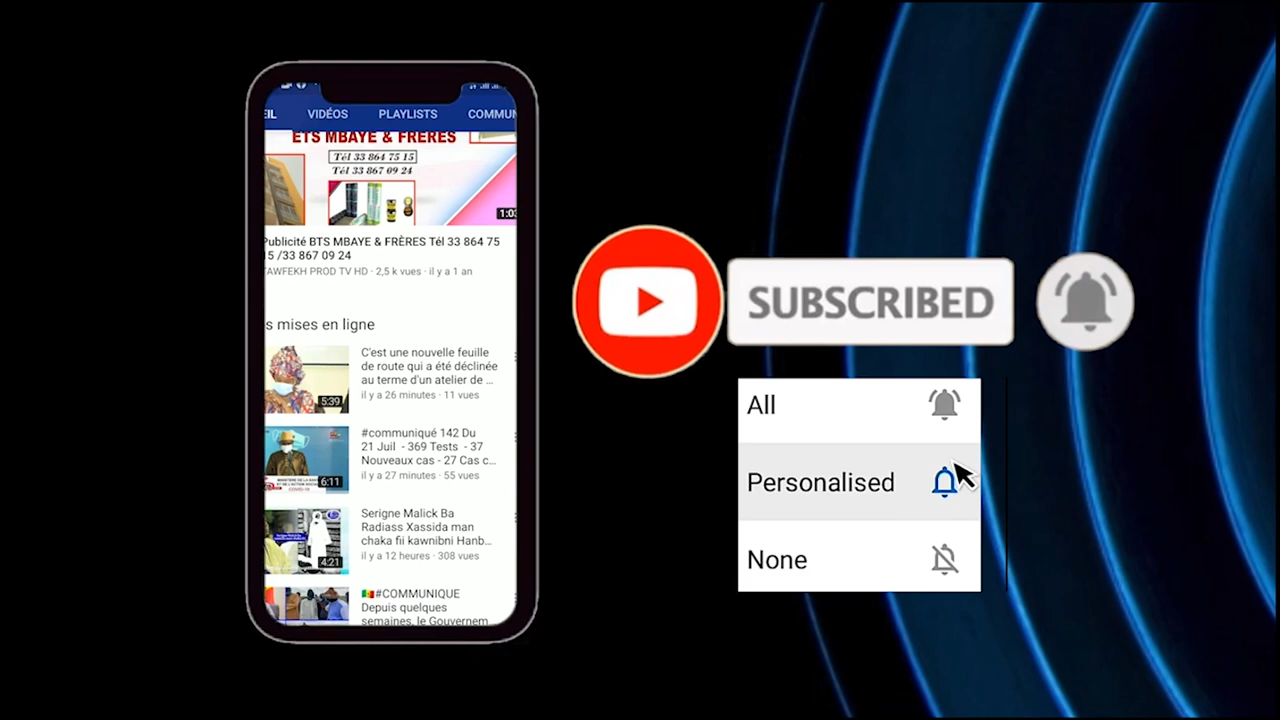 EIL VIDÉOS PLAYLISTS COMMUN
ETS MBAYE & FRERES
Tél 33 864 75 15
Tél 33 867 09 24
1:03
Publicité BTS MBAYE & FRÈRES Tél 33 864 75
15 /33 867 09 24
TAWFEKH PROD TV HD · 2,5 k vues · il y a 1 an
s mises en ligne
C'est une nouvelle feuille
de route qui a été déclinée
au terme d'un atelier de ...
il y a 26 minutes · 11 vues
5:39
#communiqué 142 Du
21 Juil - 369 Tests - 37
Nouveaux cas - 27 Cas c...
il y a 27 minutes · 55 vues
6:11
Serigne Malick Ba
Radiass Xassida man
chaka fii kawnibni Hanb...
il y a 12 heures · 308 vues
4:21
#COMMUNIQUE
Depuis quelques
semaines, le Gouvernem
SUBSCRIBED
All
Personalised
None